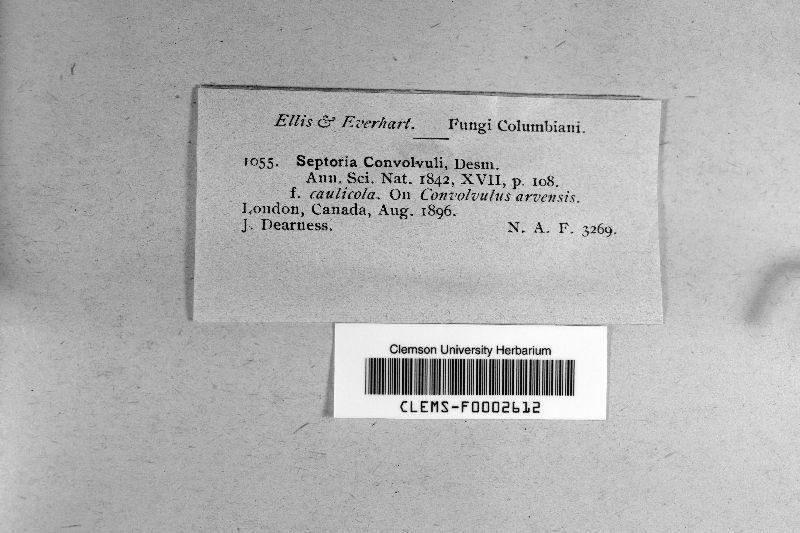 Ellis & Everhart. Fungi Columbiani.
1055. Septoria Convolvuli, Desm.
Ann. Sci. Nat. 1842, XVII, p. 108.
f. caulicola. On Convolvulus arvensis.
London, Canada, Aug. 1896.
J. Dearness. N. A. F. 3269.
Clemson University Herbarium
CLEMS-F0002612